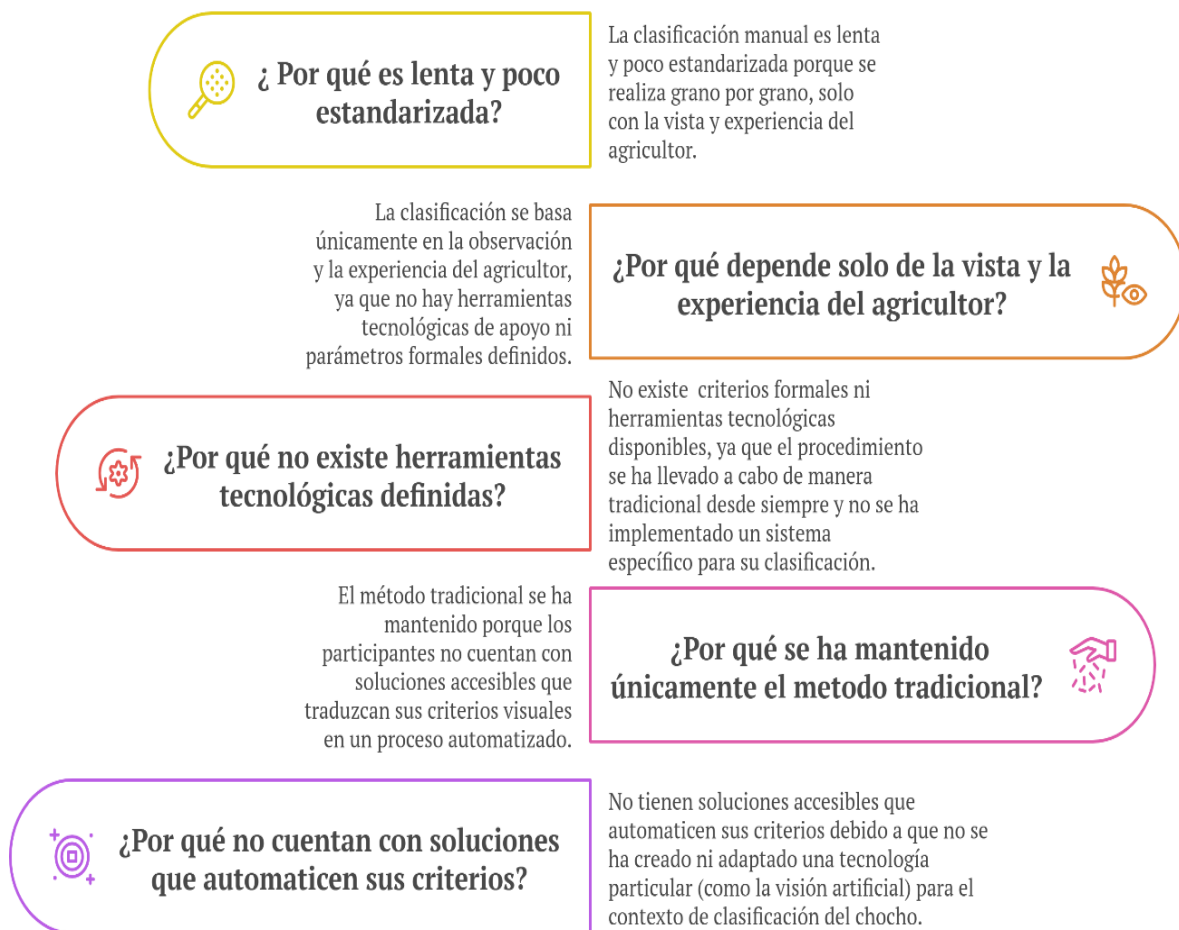 ¿ Por qué es lenta y poco
estandarizada?
La clasificación manual es lenta
y poco estandarizada porque se
realiza grano por grano, solo
con la vista y experiencia del
agricultor.
La clasificación se basa
únicamente en la observación
y la experiencia del agricultor,
ya que no hay herramientas
tecnológicas de apoyo ni
parámetros formales definidos.
¿Por qué depende solo de la vista y la
experiencia del agricultor?
¿Por qué no existe herramientas
tecnológicas definidas?
No existe criterios formales ni
herramientas tecnológicas
disponibles, ya que el procedimiento
se ha llevado a cabo de manera
tradicional desde siempre y no se ha
implementado un sistema
específico para su clasificación.
El método tradicional se ha
mantenido porque los
participantes no cuentan con
soluciones accesibles que
traduzcan sus criterios visuales
en un proceso automatizado.
¿Por qué se ha mantenido
únicamente el metodo tradicional?
¿Por qué no cuentan con soluciones
que automaticen sus criterios?
No tienen soluciones accesibles que
automaticen sus criterios debido a que no se
ha creado ni adaptado una tecnología
particular (como la visión artificial) para el
contexto de clasificación del chocho.